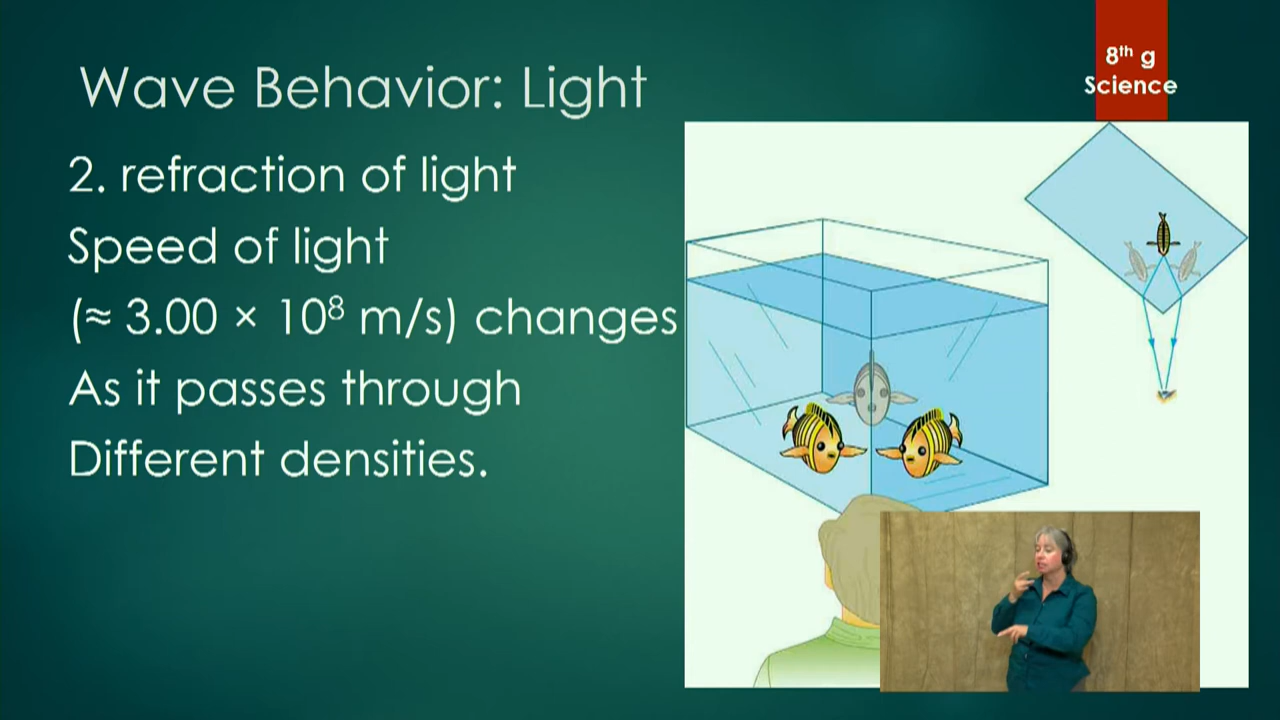 Wave Behavior: Light
8th g
Science
2. refraction of light
Speed of light
(≈ 3.00 × 10⁸ m/s) changes
As it passes through
Different densities.